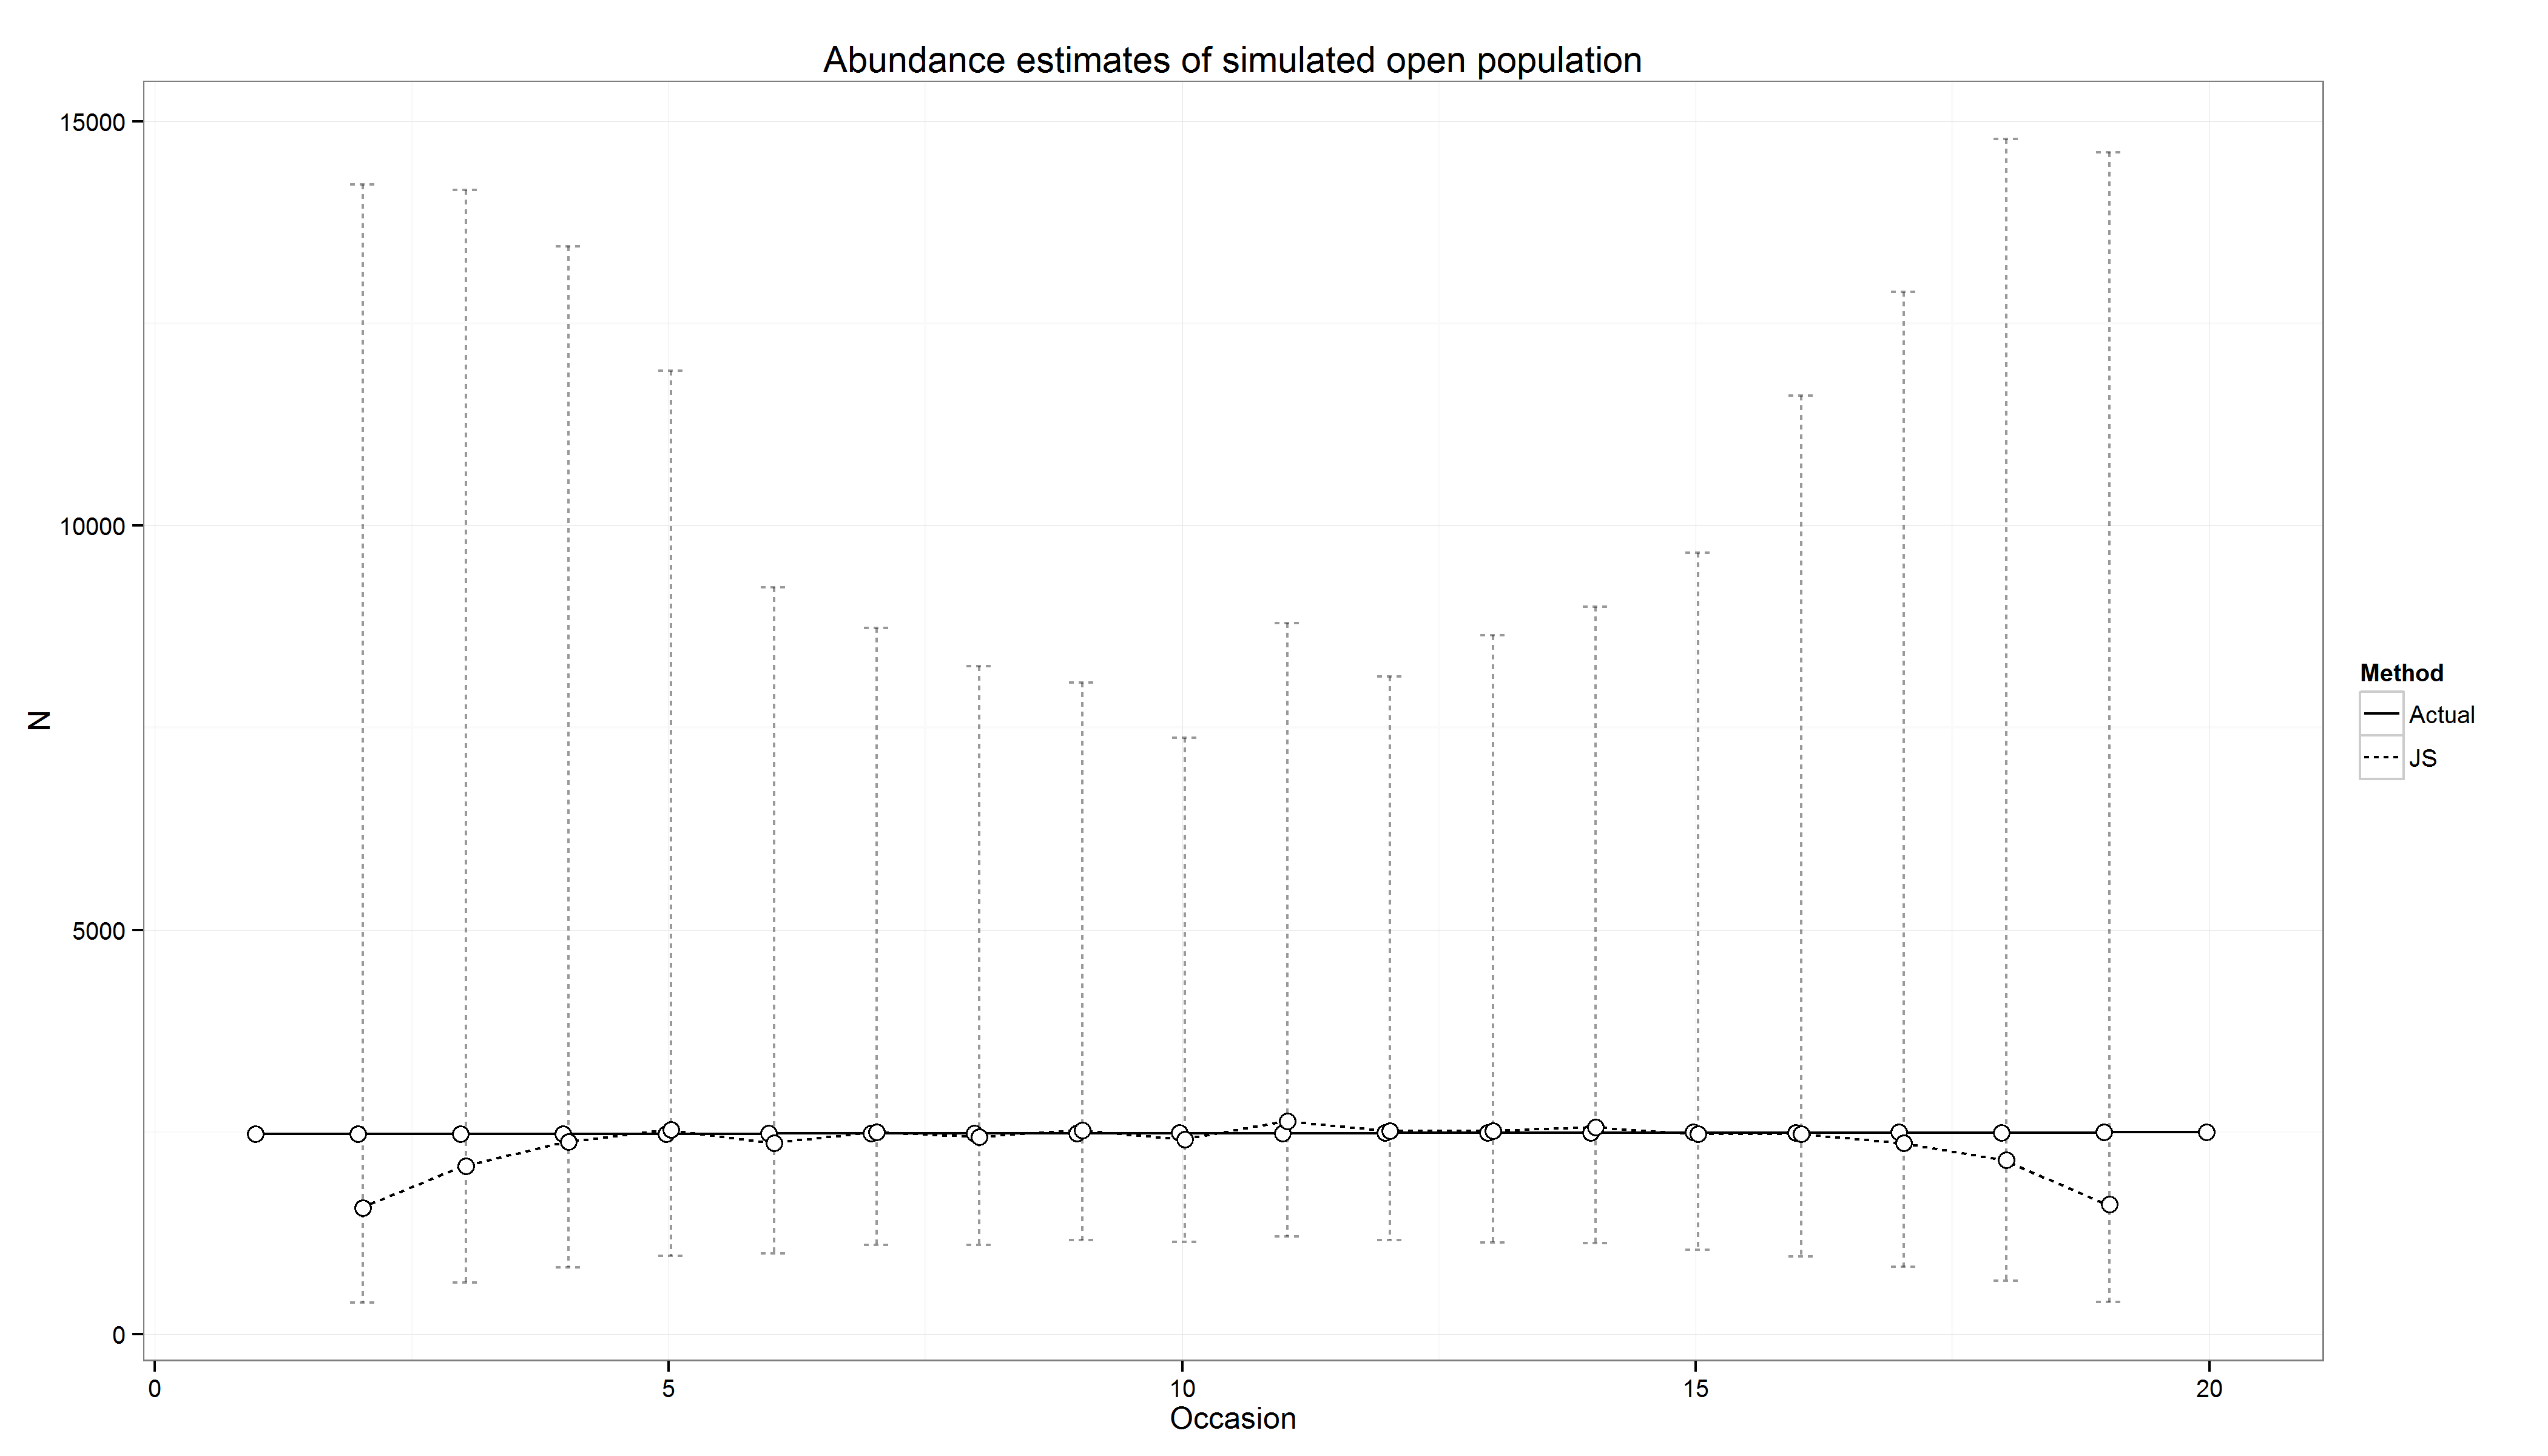 Abundance estimates of simulated open population
15000
10000
5000
0
N
0 5 10 15 20
Occasion
Method
Actual
JS